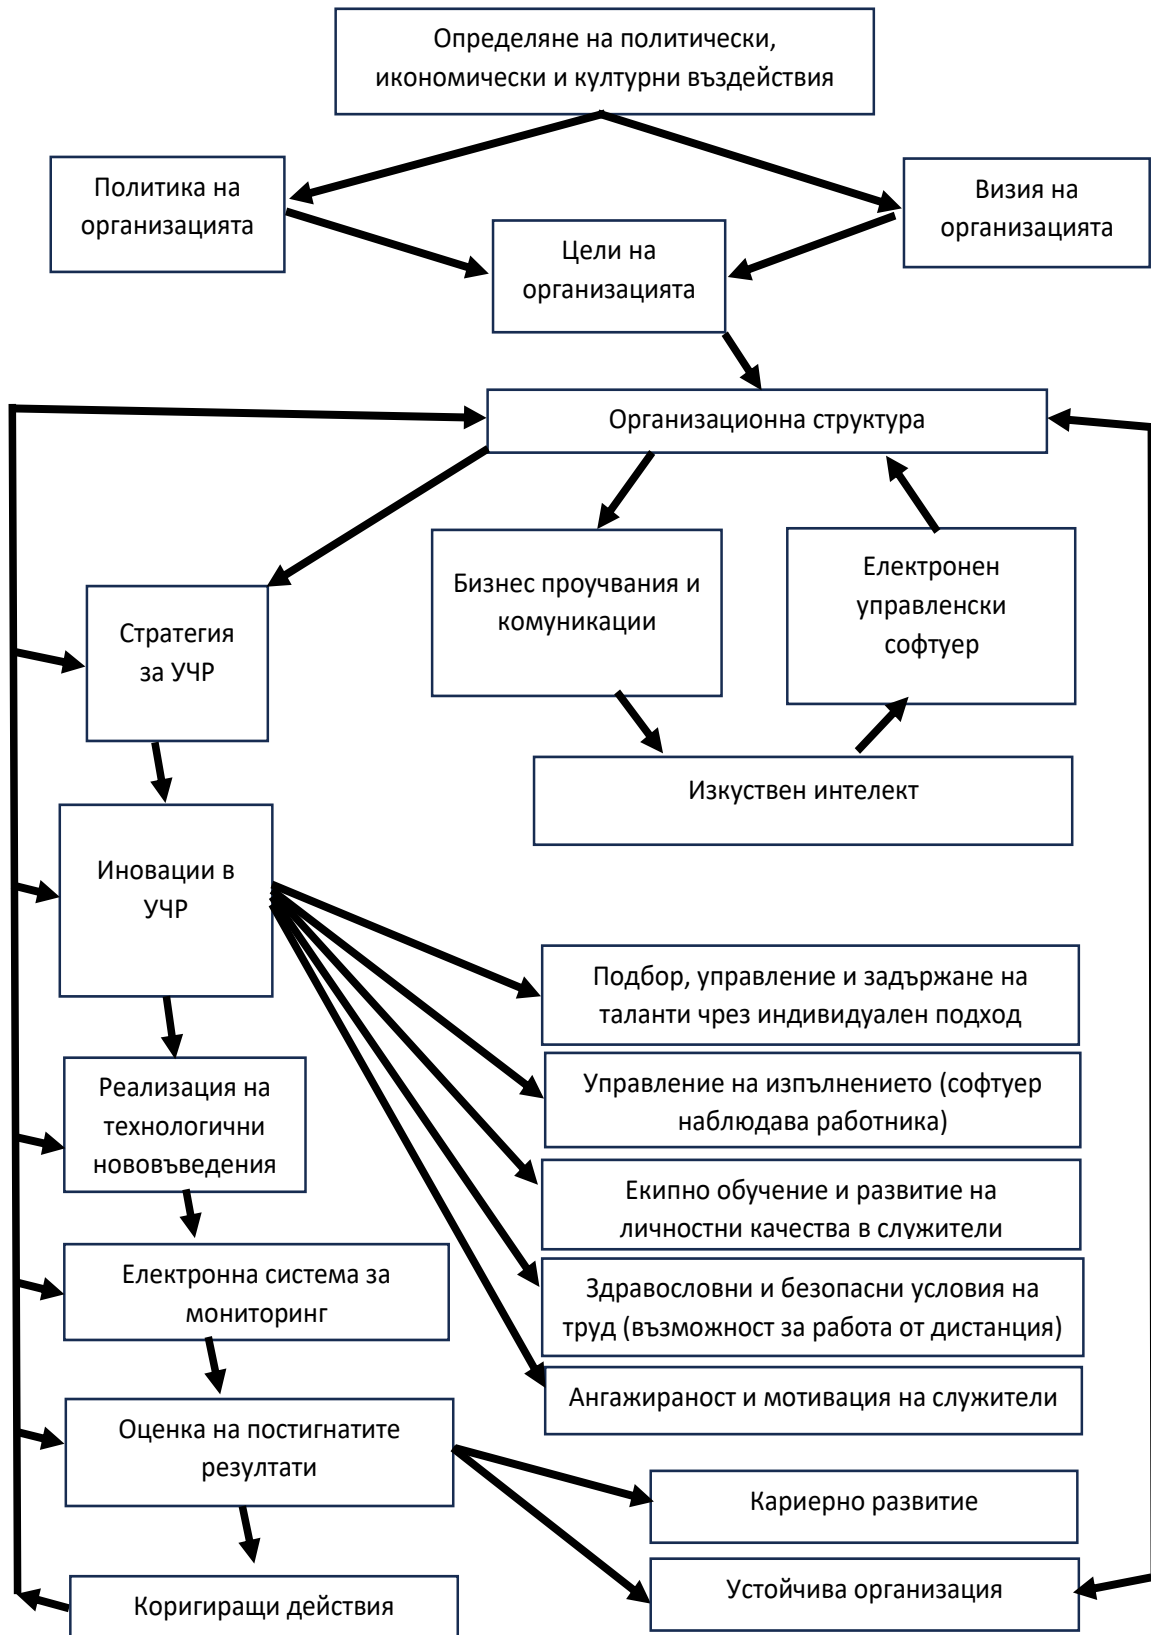 Определяне на политически,
икономически и културни въздействия
Политика на
организацията
Визия на
организацията
Цели на
организацията
Организационна структура
Бизнес проучвания и
комуникации
Електронен
управленски
софтуер
Стратегия
за УЧР
Изкуствен интелект
Иновации в
УЧР
Подбор, управление и задържане на
таланти чрез индивидуален подход
Управление на изпълнението (софтуер
наблюдава работника)
Реализация на
технологични
нововъведения
Екипно обучение и развитие на
личностни качества в служители
Електронна система за
мониторинг
Здравословни и безопасни условия на
труд (възможност за работа от дистанция)
Ангажираност и мотивация на служители
Оценка на постигнатите
резултати
Кариерно развитие
Устойчива организация
Коригиращи действия